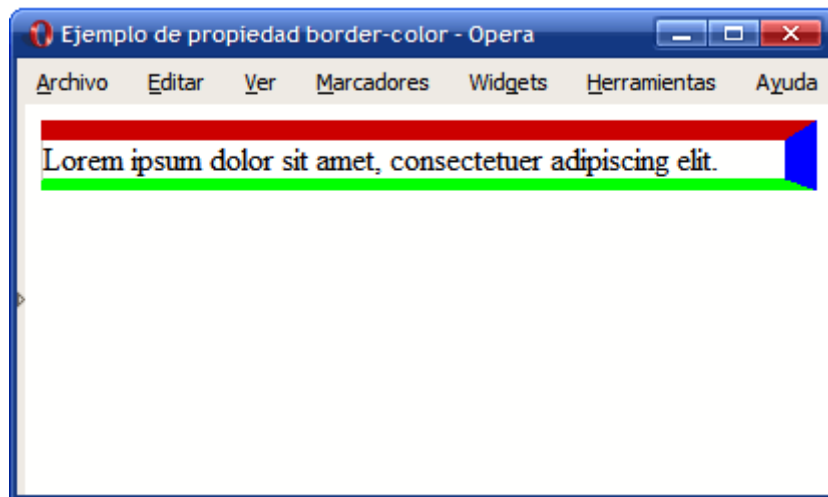 Ejemplo de propiedad border-color - Opera
Archivo Editar Ver Marcadores Widgets Herramientas Ayuda
Lorem ipsum dolor sit amet, consectetuer adipiscing elit.